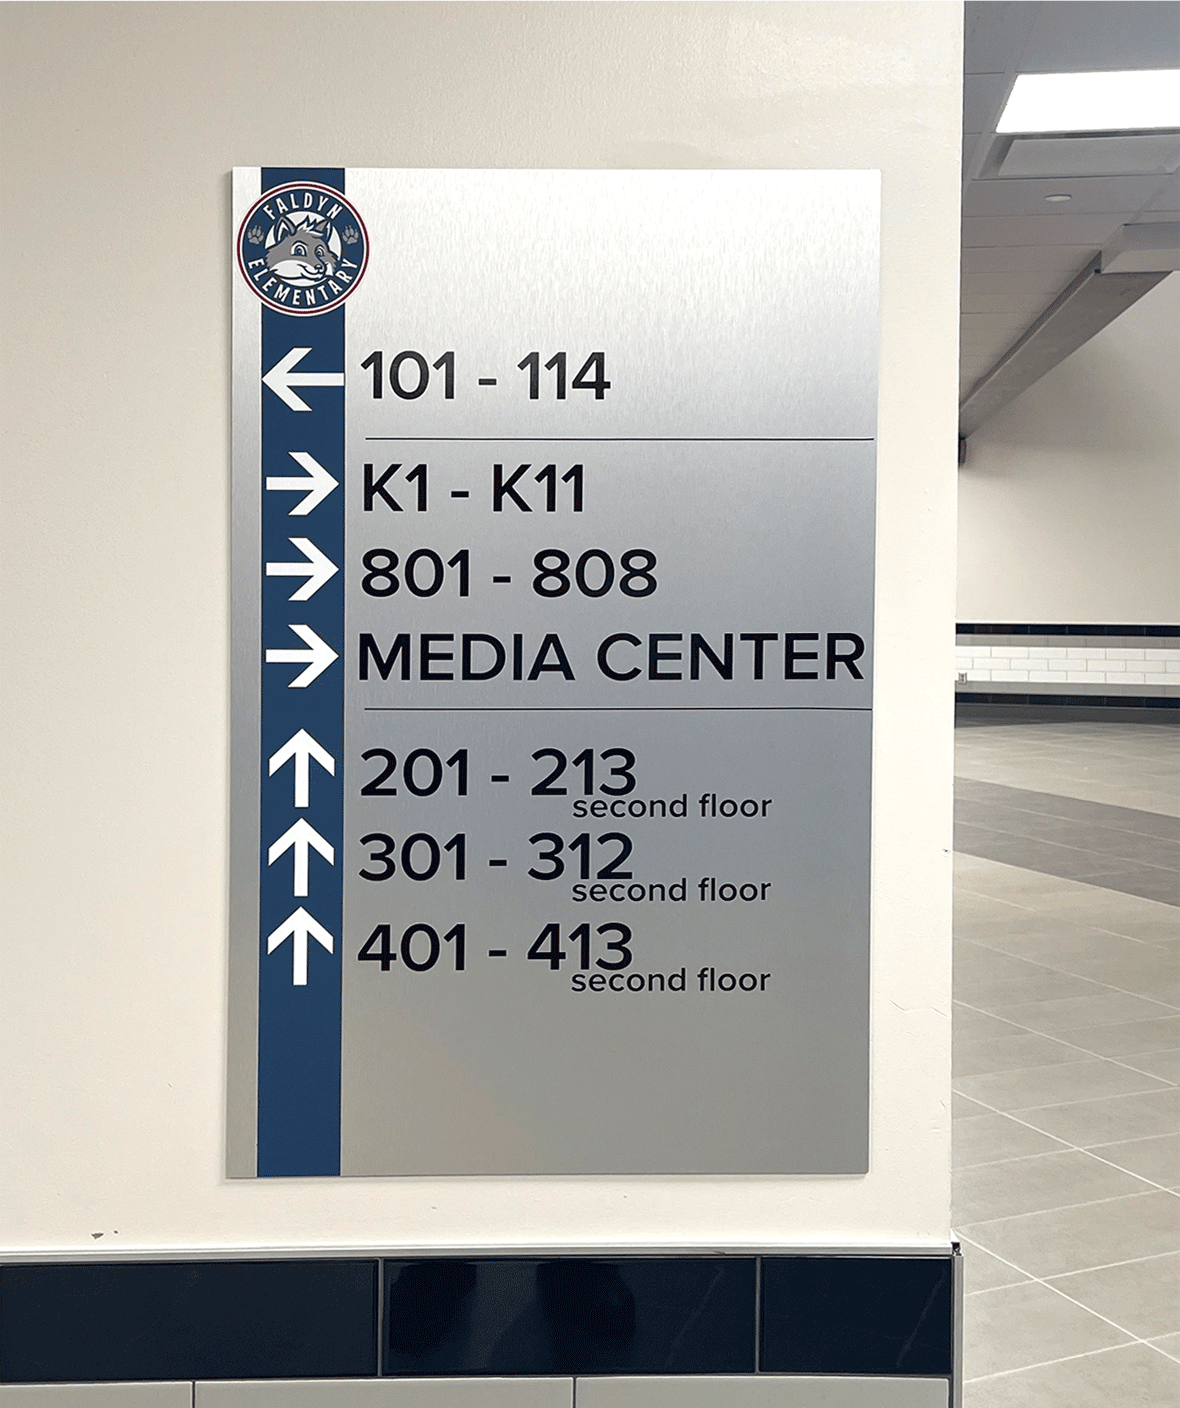 FALDYN
ELEMENTARY
101 - 114
K1 - K11
801 - 808
MEDIA CENTER
201 - 213
second floor
301 - 312
second floor
401 - 413
second floor